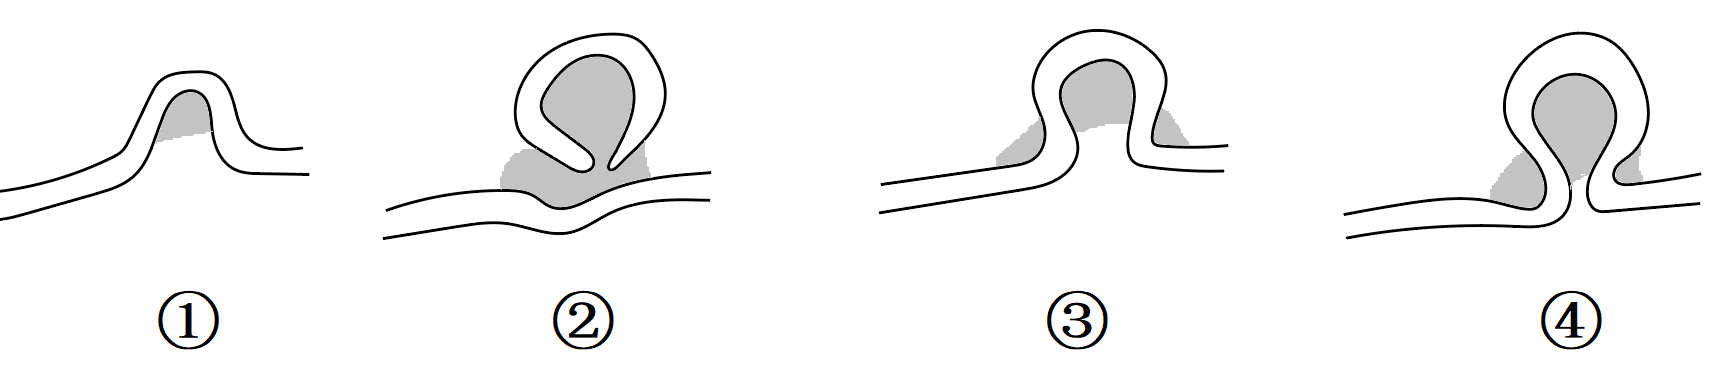 ① ② ③ ④